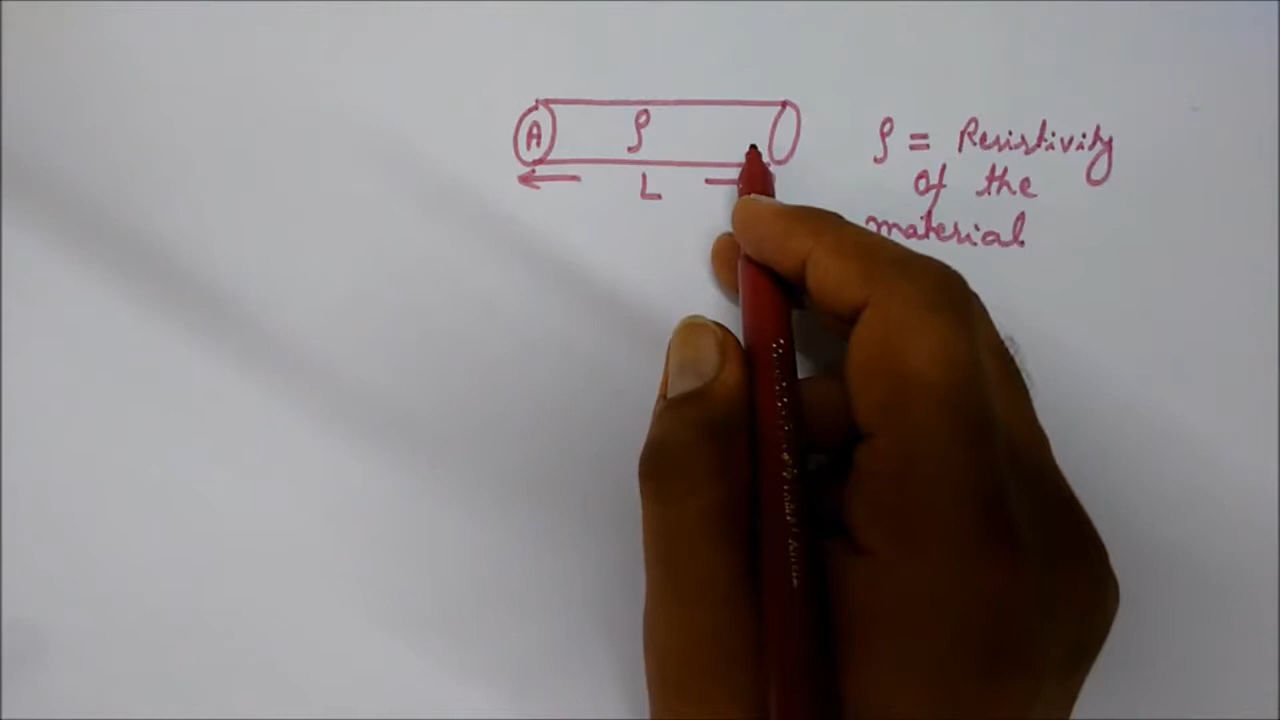 A ρ
L
ρ = Resistivity
of the
material